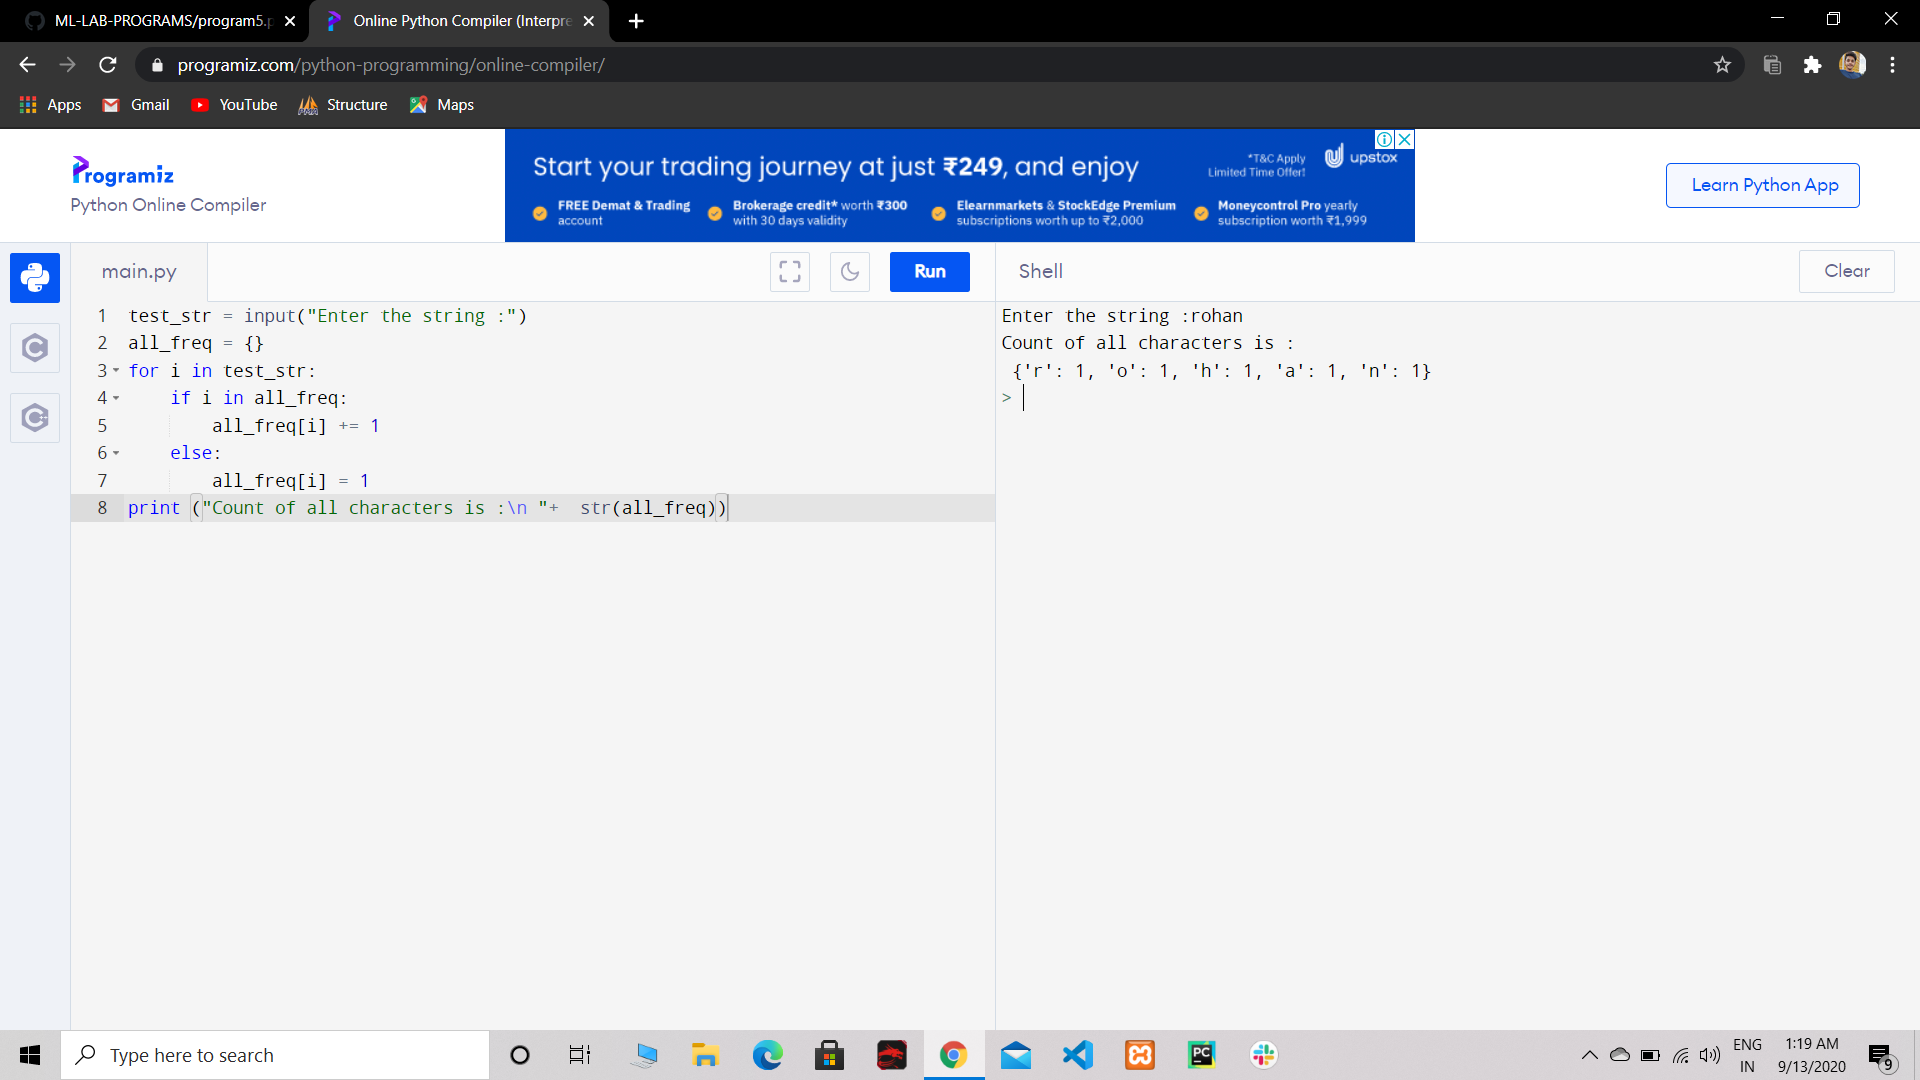 ML-LAB-PROGRAMS/program5.p
Online Python Compiler (Interpre
programiz.com/python-programming/online-compiler/
Apps
Gmail
YouTube
Structure
Maps
Programiz
Python Online Compiler
Start your trading journey at just ₹249, and enjoy
*T&C Apply
Limited Time Offer!
upstox
FREE Demat & Trading
account
Brokerage credit* worth ₹300
with 30 days validity
Elearnmarkets & StockEdge Premium
subscriptions worth up to ₹2,000
Moneycontrol Pro yearly
subscription worth ₹1,999
Learn Python App
main.py
Run
Shell
Clear
1 test_str = input("Enter the string :")
2 all_freq = {}
3 for i in test_str:
4     if i in all_freq:
5         all_freq[i] += 1
6     else:
7         all_freq[i] = 1
8 print ("Count of all characters is :\n "+  str(all_freq))
Enter the string :rohan
Count of all characters is :
 {'r': 1, 'o': 1, 'h': 1, 'a': 1, 'n': 1}
>
Type here to search
PC
ENG
IN
1:19 AM
9/13/2020
9